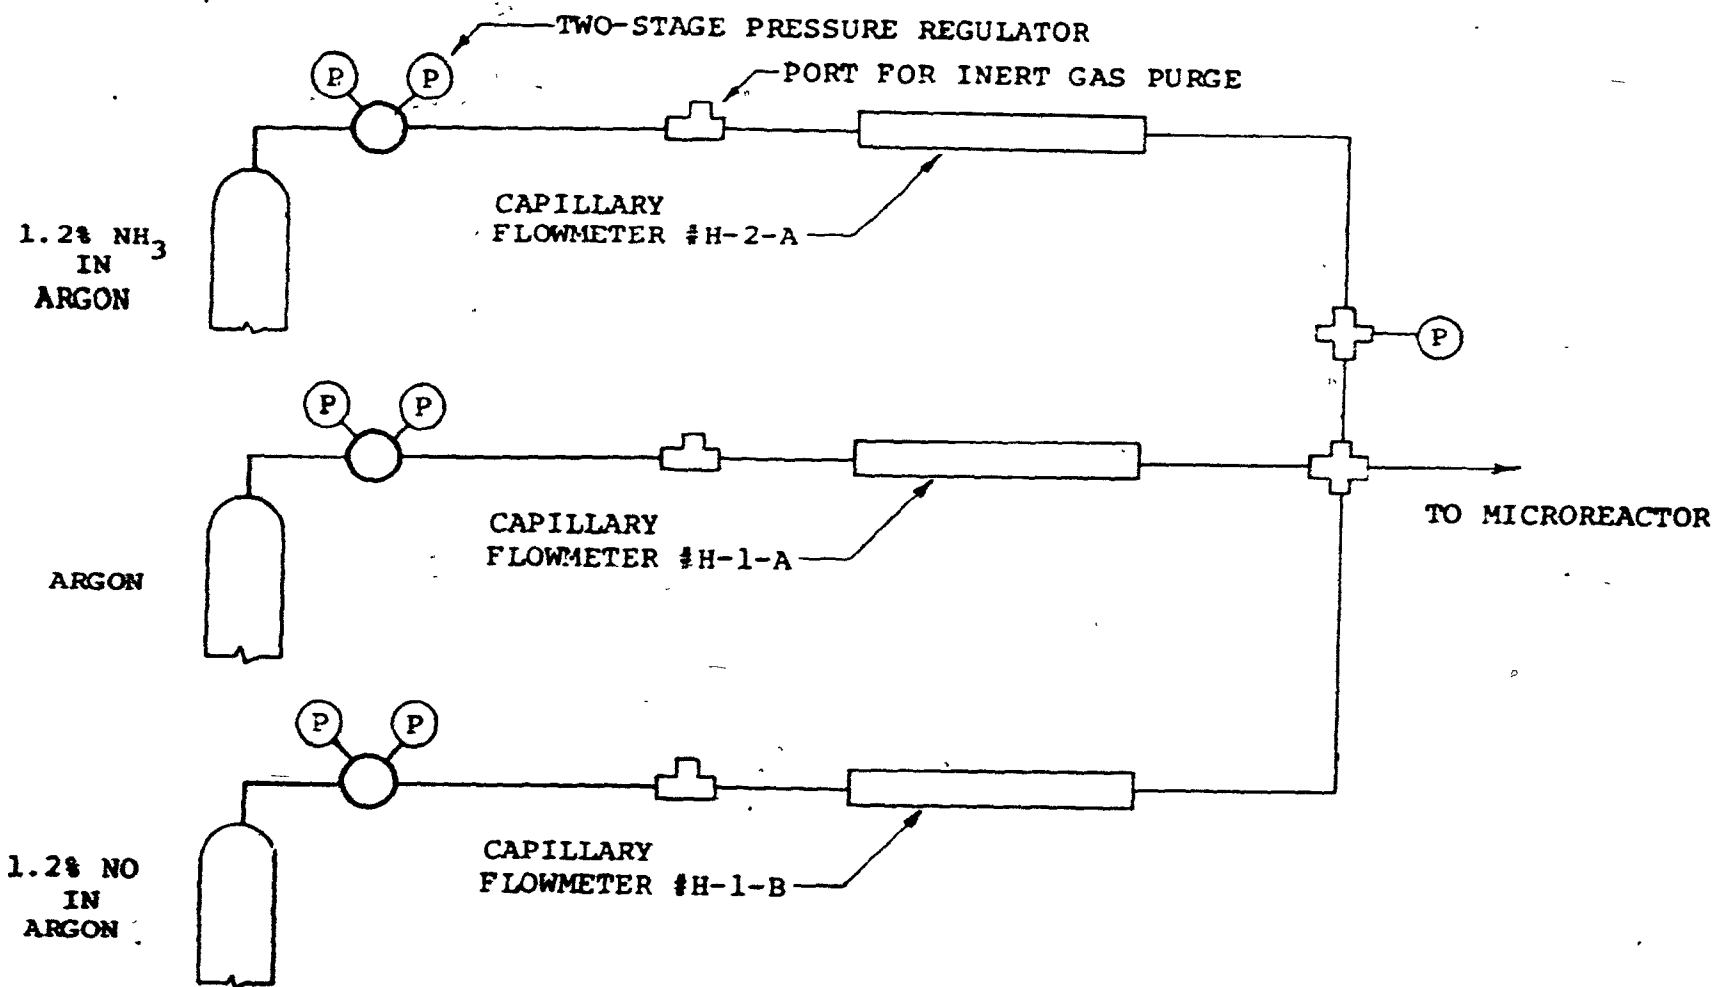 TWO-STAGE PRESSURE REGULATOR
P P
PORT FOR INERT GAS PURGE
CAPILLARY
FLOWMETER #H-2-A
1.2% NH3
IN
ARGON
P
P P
CAPILLARY
FLOWMETER #H-1-A
TO MICROREACTOR
ARGON
P P
CAPILLARY
FLOWMETER #H-1-B
1.2% NO
IN
ARGON